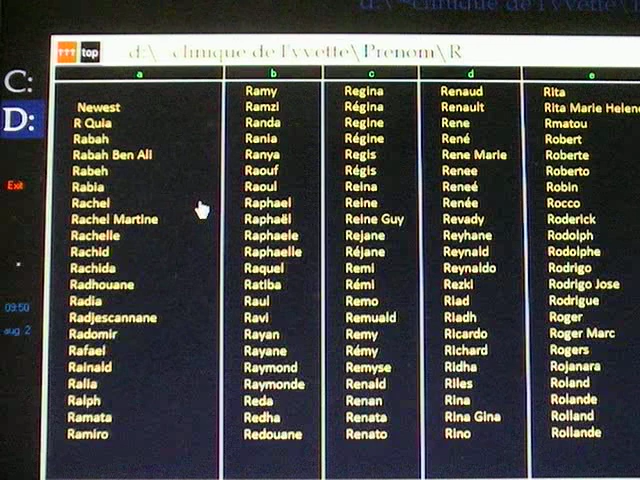 d:\~clinique de l'yvette\
top d:\~clinique de l'yvette\Prenom\R
C:
D:
Exit
09:50
aug. 2
a
Newest
R Quia
Rabah
Rabah Ben Ali
Rabeh
Rabia
Rachel
Rachel Martine
Rachelle
Rachid
Rachida
Radhouane
Radia
Radjescannane
Radomir
Rafael
Rainald
Ralia
Ralph
Ramata
Ramiro
b
Ramy
Ramzi
Randa
Rania
Ranya
Raouf
Raoul
Raphael
Raphaël
Raphaele
Raphaelle
Raquel
Ratiba
Raul
Ravi
Rayan
Rayane
Raymond
Raymonde
Reda
Redha
Redouane
c
Regina
Régina
Regine
Régine
Regis
Régis
Reina
Reine
Reine Guy
Rejane
Réjane
Remi
Rémi
Remo
Remuald
Remy
Rémy
Remyse
Renald
Renan
Renata
Renato
d
Renaud
Renault
Rene
René
Rene Marie
Renee
Reneé
Renée
Revady
Reyhane
Reynald
Reynaldo
Rezki
Riad
Riadh
Ricardo
Richard
Ridha
Riles
Rina
Rina Gina
Rino
e
Rita
Rita Marie Helene
Rmatou
Robert
Roberte
Roberto
Robin
Rocco
Roderick
Rodolph
Rodolphe
Rodrigo
Rodrigo Jose
Rodrigue
Roger
Roger Marc
Rogers
Rojanara
Roland
Rolande
Rolland
Rollande